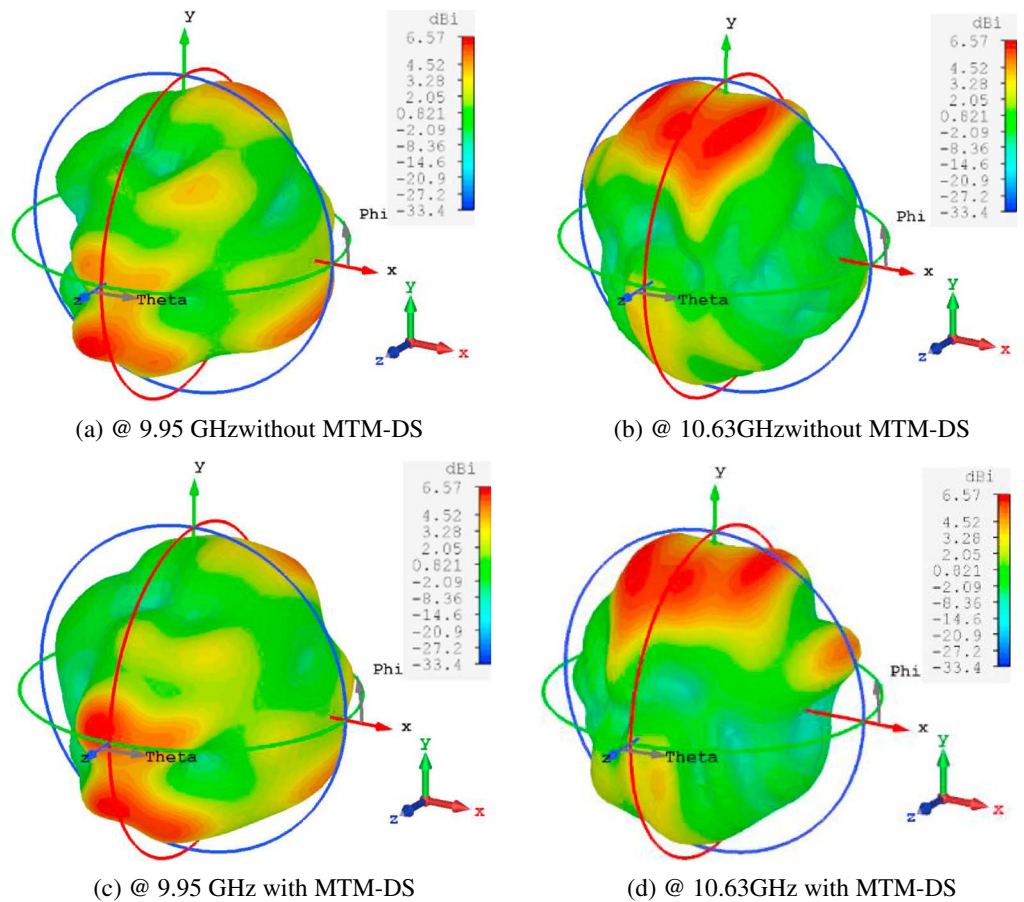 y
dBi
6.57
4.52
3.28
2.05
0.821
-2.09
-8.36
-14.6
-20.9
-27.2
-33.4
Phi
x
z
Theta
y
z
x
(a) @ 9.95 GHzwithout MTM-DS
y
dBi
6.57
4.52
3.28
2.05
0.821
-2.09
-8.36
-14.6
-20.9
-27.2
-33.4
Phi
x
z
Theta
y
z
x
(b) @ 10.63GHzwithout MTM-DS
y
dBi
6.57
4.52
3.28
2.05
0.821
-2.09
-8.36
-14.6
-20.9
-27.2
-33.4
Phi
x
z
Theta
y
z
x
(c) @ 9.95 GHz with MTM-DS
y
dBi
6.57
4.52
3.28
2.05
0.821
-2.09
-8.36
-14.6
-20.9
-27.2
-33.4
Phi
x
z
Theta
y
z
x
(d) @ 10.63GHz with MTM-DS